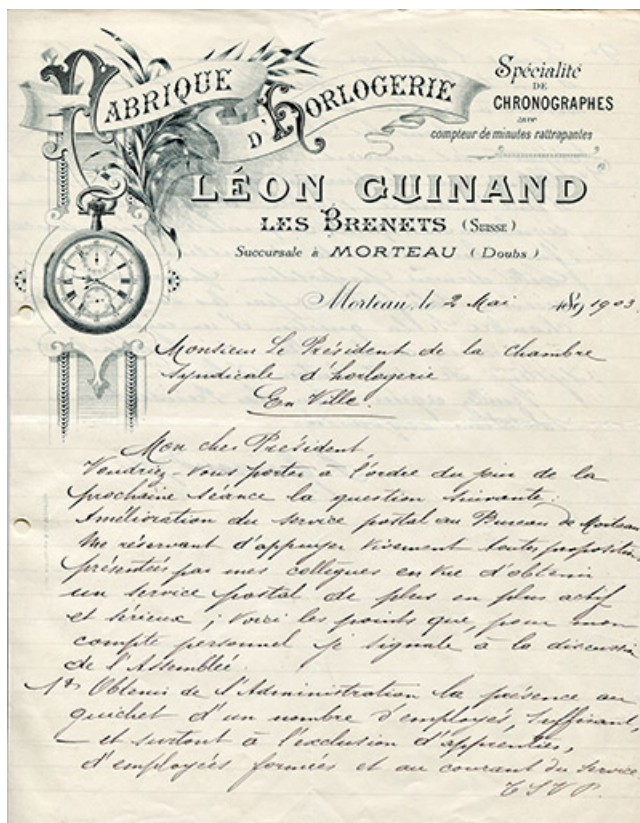 FABRIQUE D'HORLOGERIE
Spécialité
DE
CHRONOGRAPHES
avec
compteur de minutes rattrapantes
LÉON GUINAND
LES BRENETS (SUISSE)
Succursale à MORTEAU (Doubs)
Morteau, le 2 Mai 1903
Monsieur Le Président de la Chambre
Syndicale d'horlogerie
En Ville.
Mon cher Président,
Voudriez-vous porter à l'ordre du jour de la
prochaine séance la question suivante :
Amélioration du service postal au Bureau de Morteau
Me réservant d'appuyer vivement toutes propositions
présentées par mes collègues en vue d'obtenir
un service postal de plus en plus actif
et sérieux ; voici les points que, pour mon
compte personnel je signale à la discussion
de l'Assemblée.
1° Obtenir de l'Administration la présence au
guichet d'un nombre d'employés, suffisant,
— et surtout à l'exclusion d'apprenties,
d'employées formées et au courant du service
T S V P.